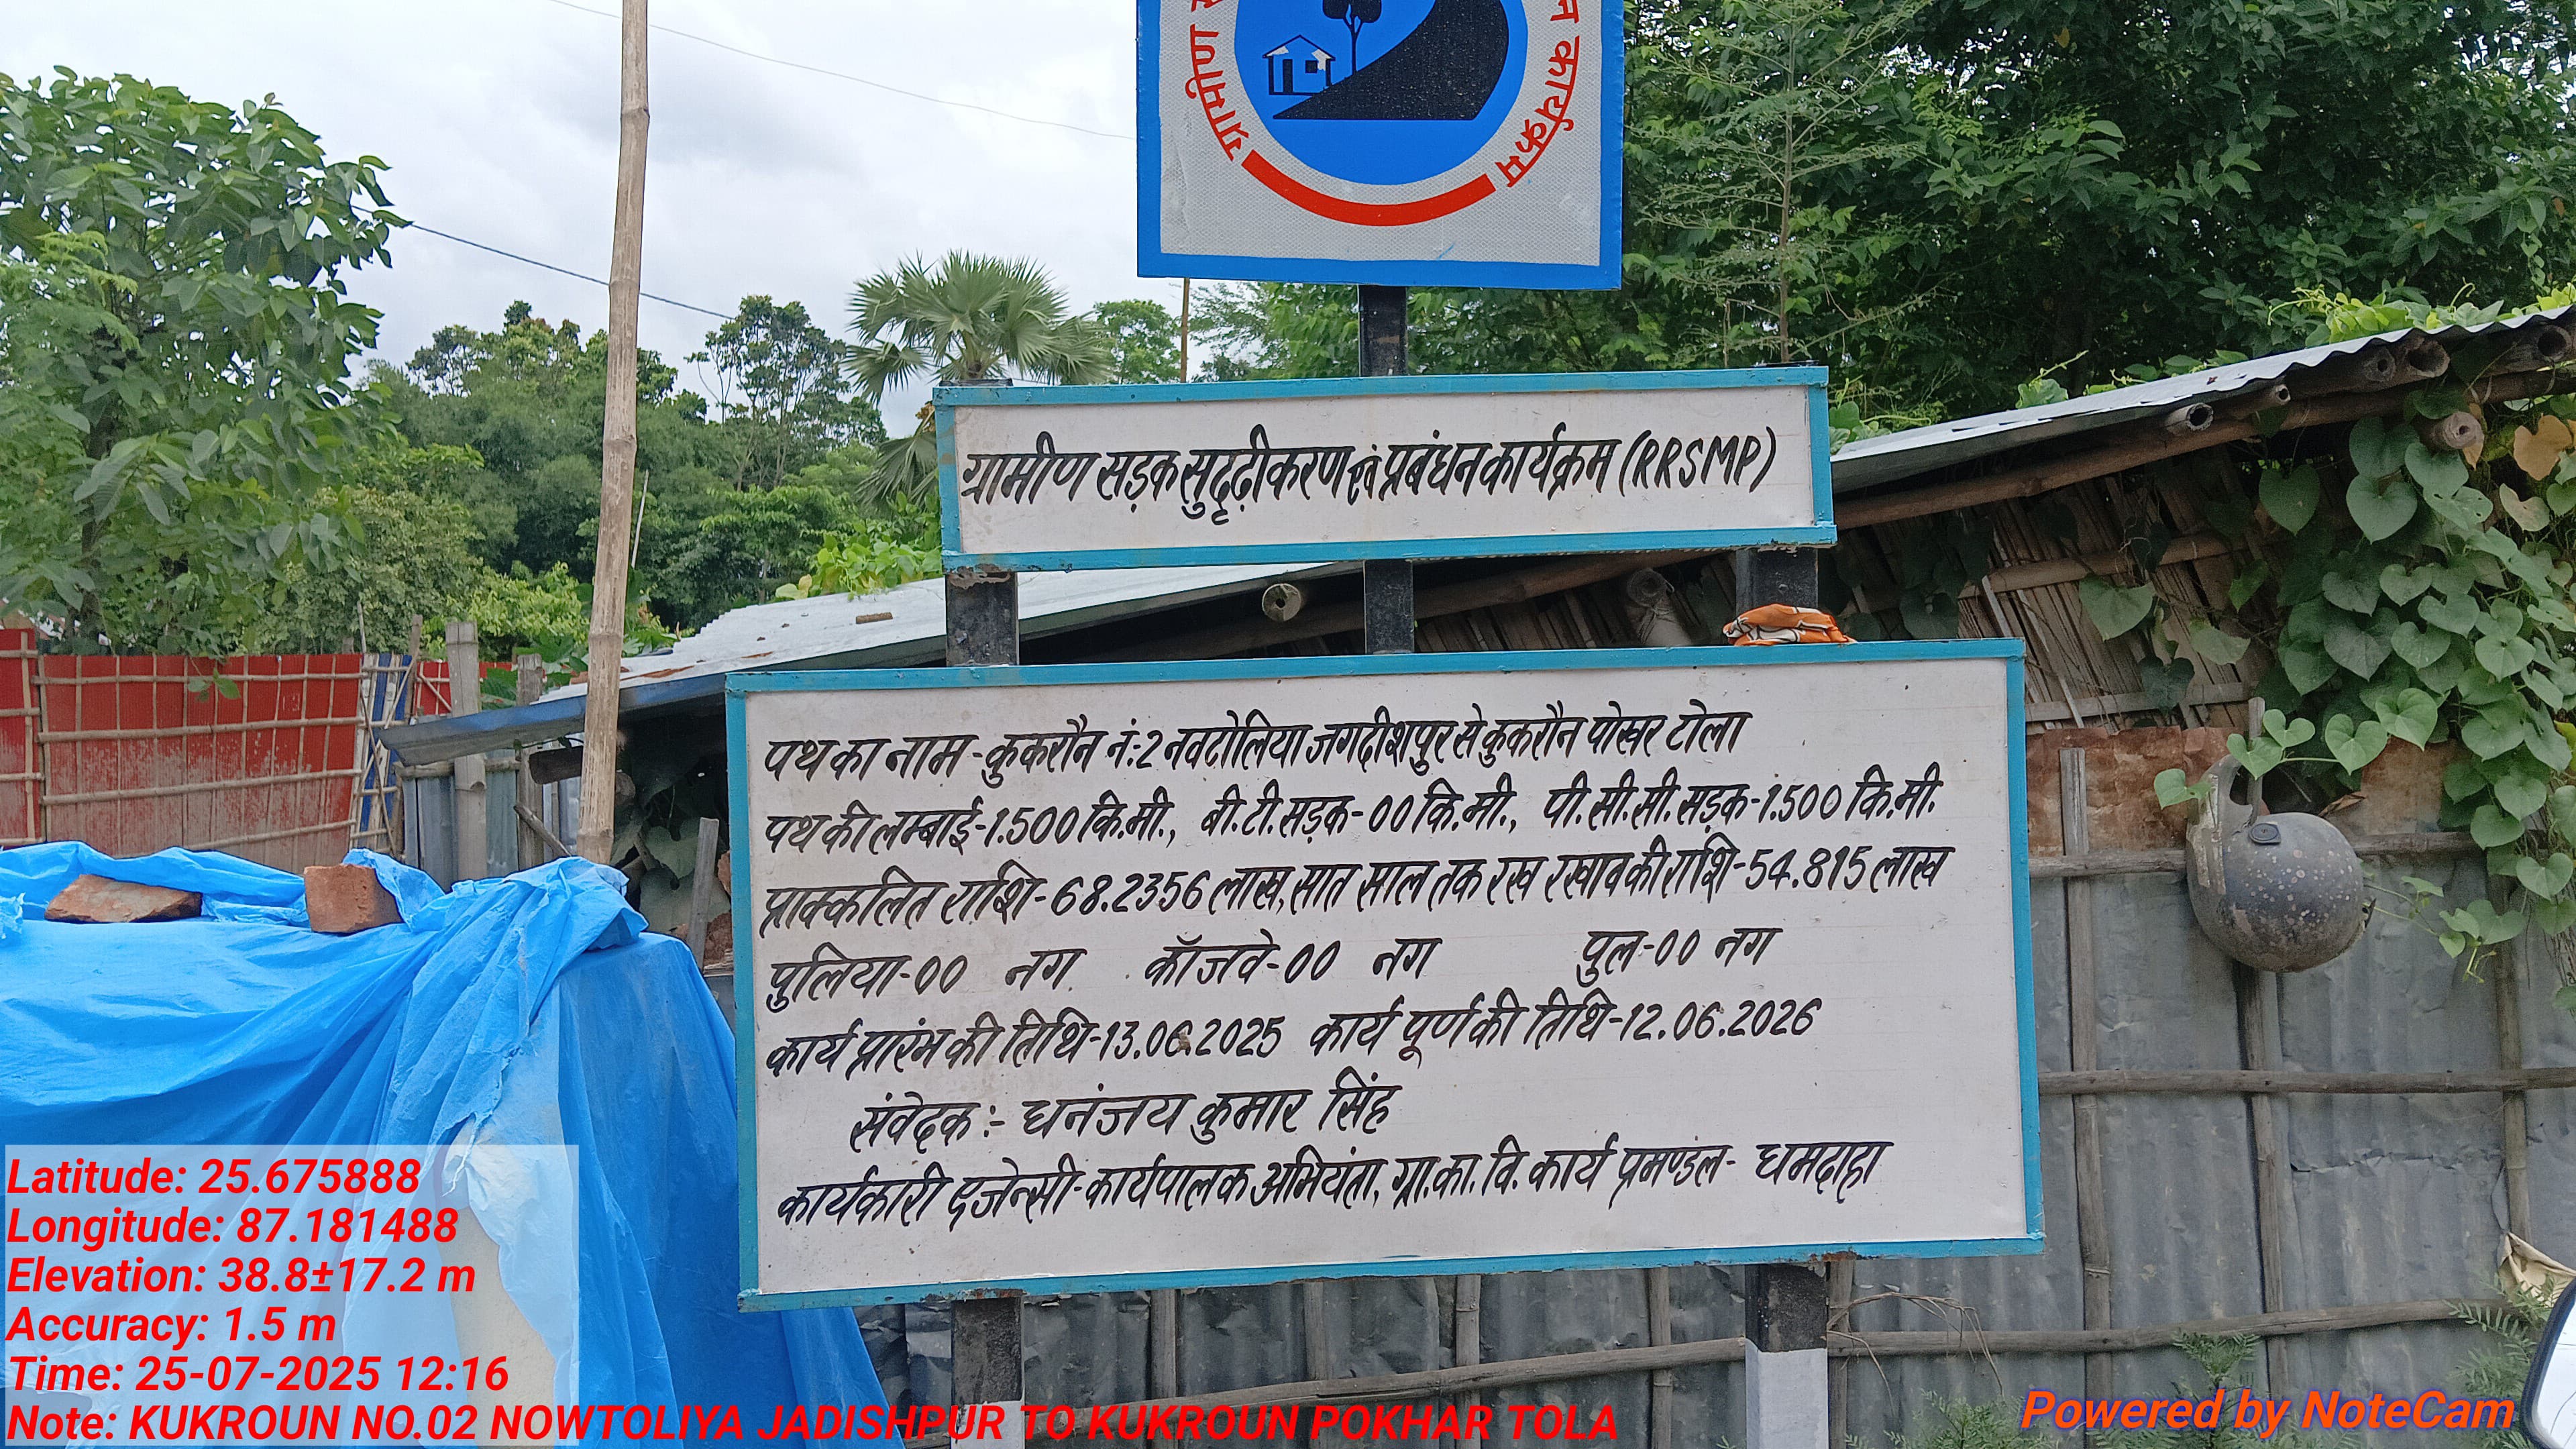 ग्रामीण
कार्यक्रम
ग्रामीण सड़क सुदृढ़ीकरण एवं प्रबंधन कार्यक्रम (RRSMP)
पथ का नाम - कुकरौन नं:2 नवटोलिया जगदीशपुर से कुकरौन पोखर टोला
पथ की लम्बाई-1.500 कि.मी., बी.टी. सड़क-00 कि.मी., पी.सी.सी. सड़क-1.500 कि.मी.
प्राक्कलित राशि-68.2356 लाख, सात साल तक रख रखाव की राशि-54.815 लाख
पुलिया-00 नग कॉजवे-00 नग पुल-00 नग
कार्य प्रारंभ की तिथि-13.06.2025 कार्य पूर्ण की तिथि-12.06.2026
संवेदक :- धनंजय कुमार सिंह
कार्यकारी एजेन्सी-कार्यपालक अभियंता, ग्रा.का.वि. कार्य प्रमण्डल- धमदाहा
Latitude: 25.675888
Longitude: 87.181488
Elevation: 38.8±17.2 m
Accuracy: 1.5 m
Time: 25-07-2025 12:16
Note: KUKROUN NO.02 NOWTOLIYA JADISHPUR TO KUKROUN POKHAR TOLA
Powered by NoteCam